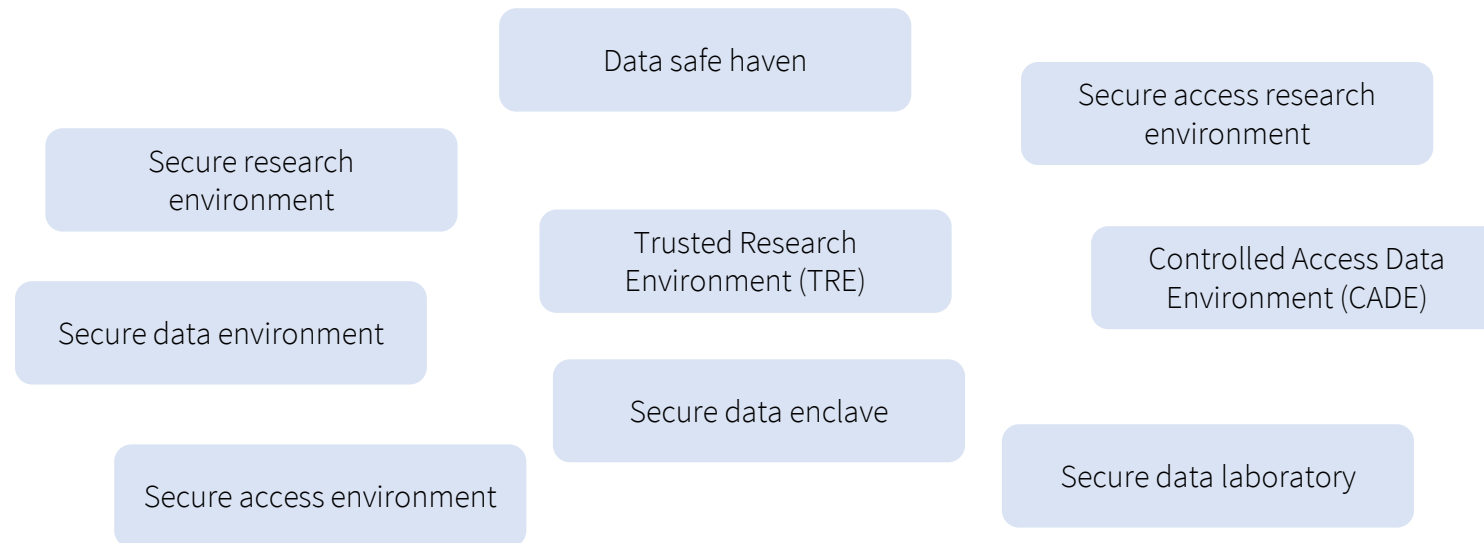 Data safe haven
Secure access research
environment
Secure research
environment
Trusted Research
Environment (TRE)
Controlled Access Data
Environment (CADE)
Secure data environment
Secure data enclave
Secure data laboratory
Secure access environment